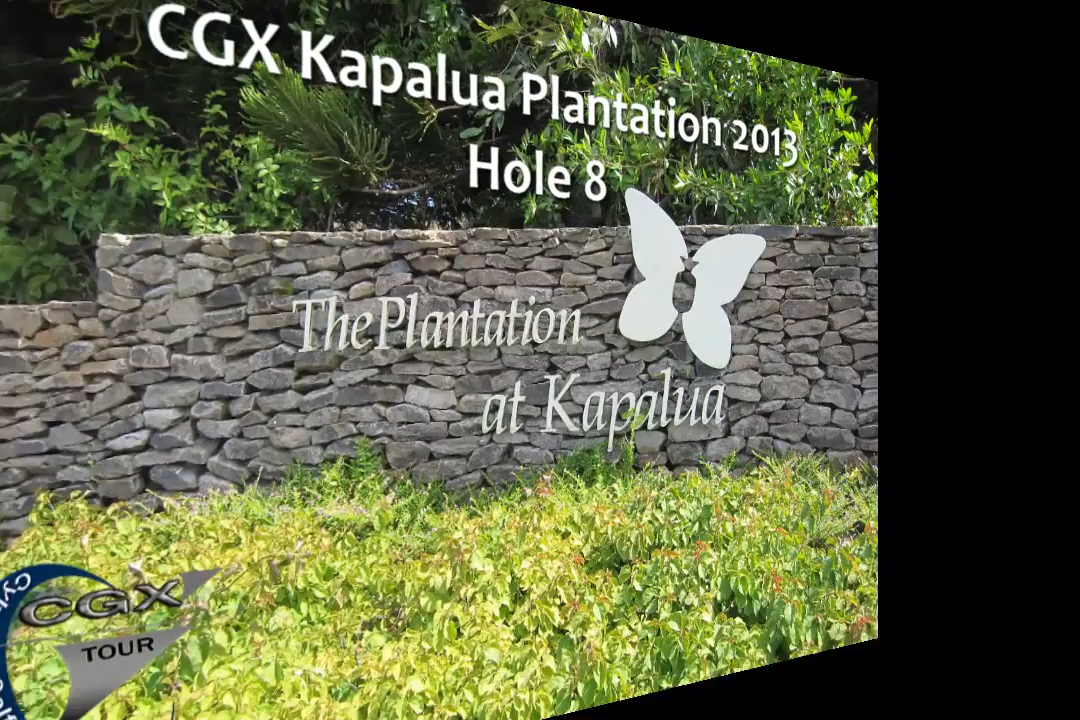 CGX Kapalua Plantation 2013
Hole 8
The Plantation
at Kapalua
CGX
TOUR